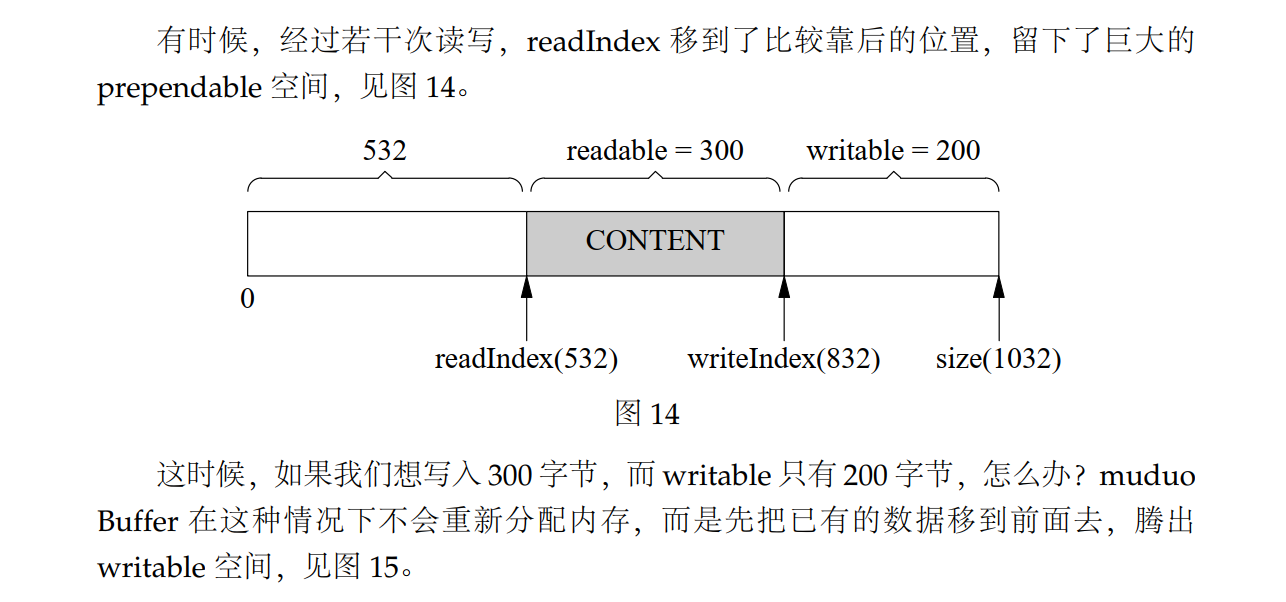 有时候，经过若干次读写，readIndex 移到了比较靠后的位置，留下了巨大的
prependable 空间，见图 14。
532 readable = 300 writable = 200
CONTENT
0
readIndex(532) writeIndex(832) size(1032)
图 14
这时候，如果我们想写入 300 字节，而 writable 只有 200 字节，怎么办？muduo
Buffer 在这种情况下不会重新分配内存，而是先把已有的数据移到前面去，腾出
writable 空间，见图 15。